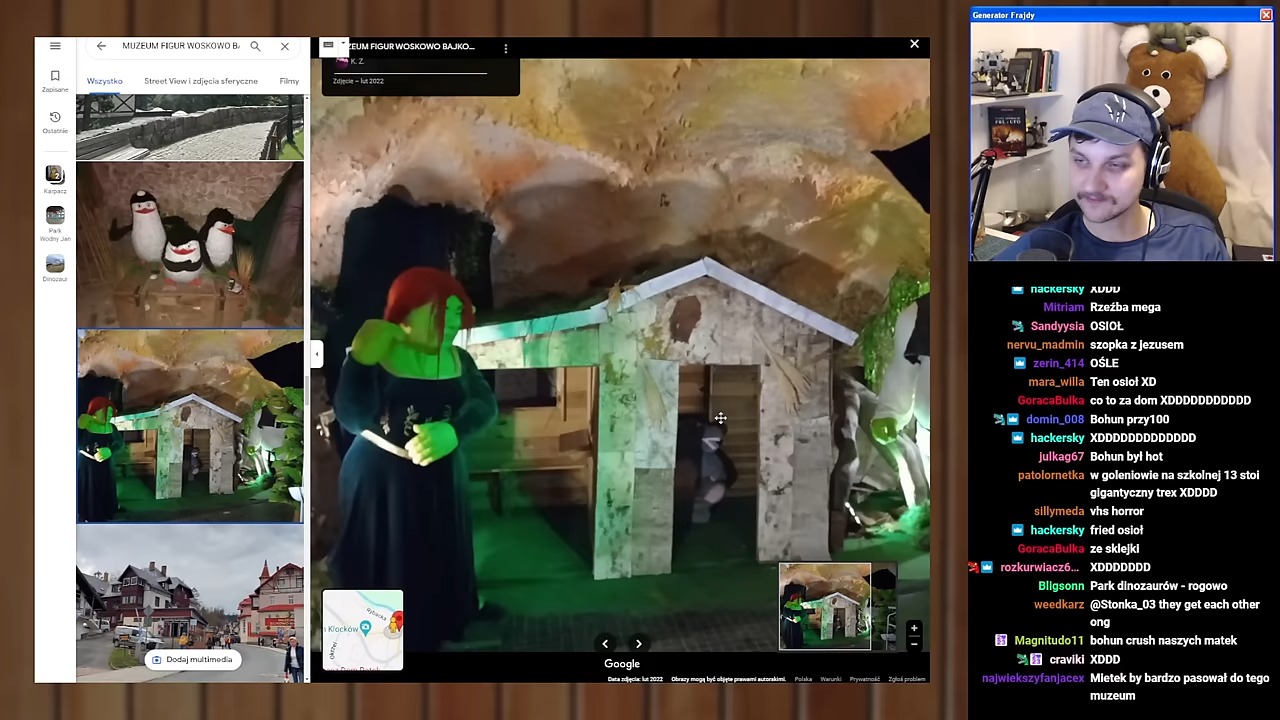 Generator Frajdy
MUZEUM FIGUR WOSKOWO BA
Wszystko
Street View i zdjęcia sferyczne
Filmy
Zapisane
Ostatnie
Karpacz
Park
Wodny Jan
Dinozaur
Dodaj multimedia
ZEUM FIGUR WOSKOWO BAJKO...
K. Z.
Zdjęcie – lut 2022
Google
Data zdjęcia: lut 2022
Obrazy mogą być objęte prawami autorskimi.
Polska
Warunki
Prywatność
Zgłoś problem
hackersky XDDD
Mitriam Rzeźba mega
Sandyysia OSIOŁ
nervu_madmin szopka z jezusem
zerin_414 OŚLE
mara_willa Ten osioł XD
GoracaBulka co to za dom XDDDDDDDDDDD
domin_008 Bohun przy100
hackersky XDDDDDDDDDDDDD
julkag67 Bohun był hot
patolornetka w goleniowie na szkolnej 13 stoi
gigantyczny trex XDDDD
sillymeda vhs horror
hackersky fried osioł
GoracaBulka ze sklejki
rozkurwiacz6... XDDDDDDD
Bligsonn Park dinozaurów - rogowo
weedkarz @Stonka_03 they get each other
ong
Magnitudo11 bohun crush naszych matek
craviki XDDD
najwiekszyfanjacex Mietek by bardzo pasował do tego
muzeum